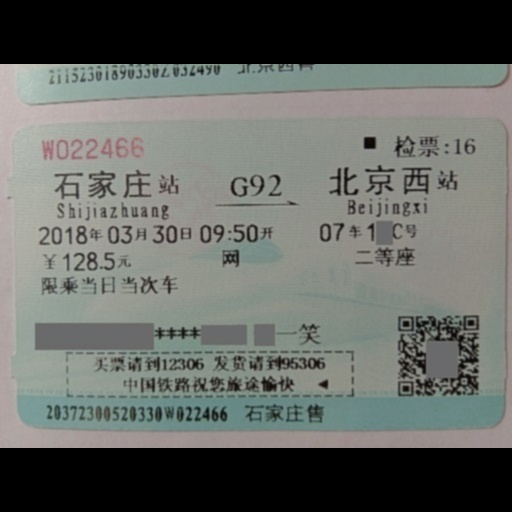 21152301890330Z032490 北京西售
W022466
检票:16
石家庄站 G92 北京西站
Shijiazhuang Beijingxi
2018年03月30日09:50开 07车1 C号
￥128.5元 网 二等座
限乘当日当次车
**** 一笑
买票请到12306 发货请到95306
中国铁路祝您旅途愉快
20372300520330W022466 石家庄售